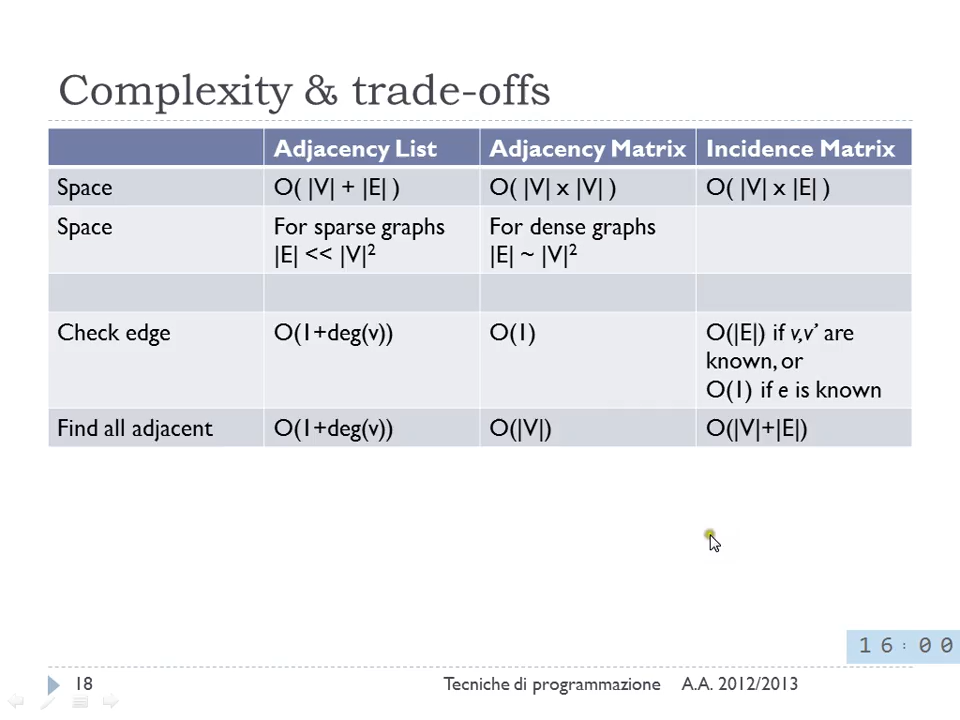 Complexity & trade-offs
Adjacency List Adjacency Matrix Incidence Matrix
Space O( |V| + |E| ) O( |V| x |V| ) O( |V| x |E| )
Space For sparse graphs For dense graphs
|E| << |V|² |E| ~ |V|²
Check edge O(1+deg(v)) O(1) O(|E|) if v,v’ are
known, or
O(1) if e is known
Find all adjacent O(1+deg(v)) O(|V|) O(|V|+|E|)
16:00
18 Tecniche di programmazione A.A. 2012/2013